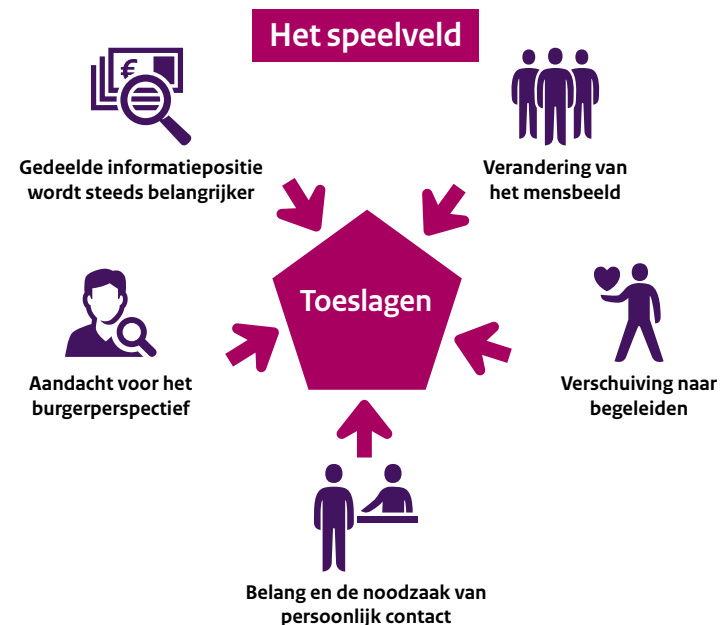 Het speelveld
€
Gedeelde informatiepositie
wordt steeds belangrijker
Verandering van
het mensbeeld
Toeslagen
Aandacht voor het
burgerperspectief
Verschuiving naar
begeleiden
Belang en de noodzaak van
persoonlijk contact